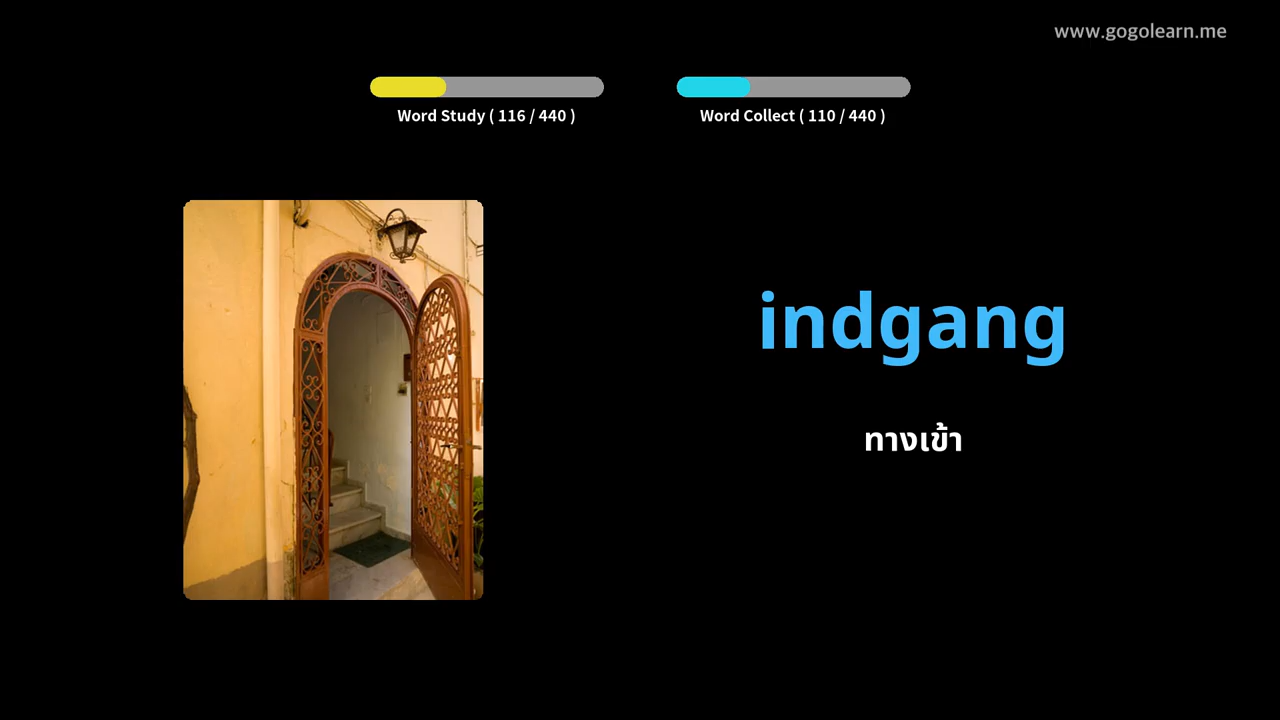 www.gogolearn.me
Word Study ( 116 / 440 )
Word Collect ( 110 / 440 )
indgang
ทางเข้า